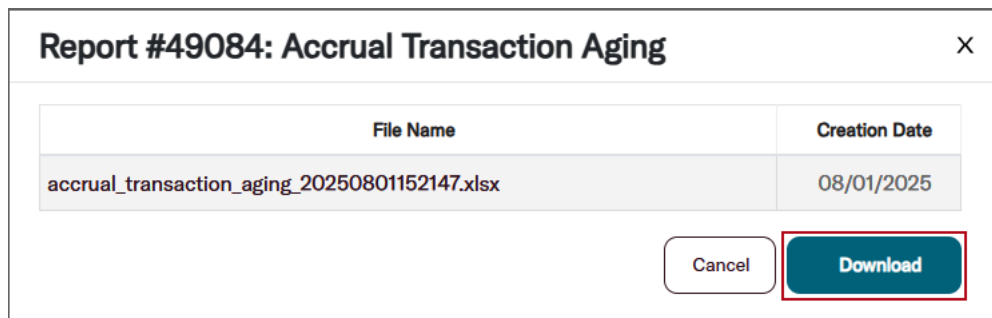 Report #49084: Accrual Transaction Aging X
File Name Creation Date
accrual_transaction_aging_20250801152147.xlsx 08/01/2025
Cancel Download